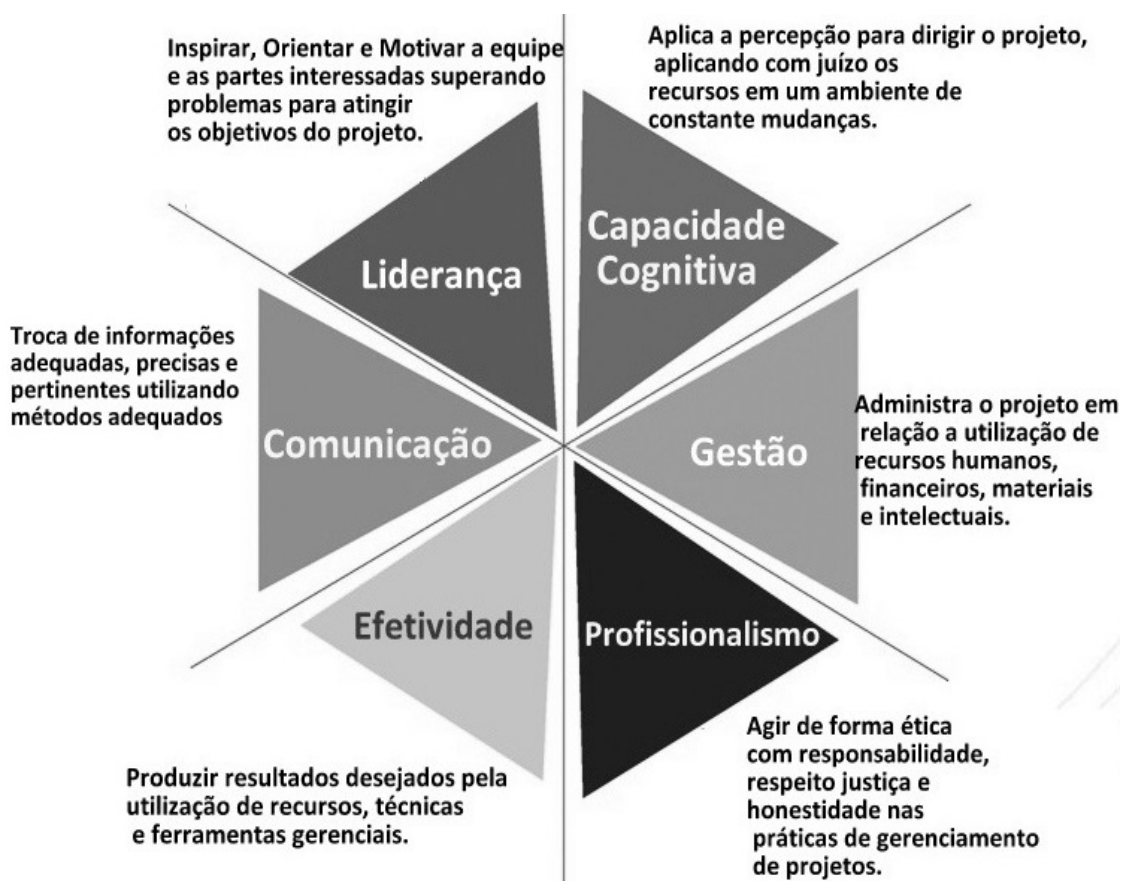 Inspirar, Orientar e Motivar a equipe
e as partes interessadas superando
problemas para atingir
os objetivos do projeto.
Aplica a percepção para dirigir o projeto,
aplicando com juízo os
recursos em um ambiente de
constante mudanças.
Liderança
Capacidade
Cognitiva
Troca de informações
adequadas, precisas e
pertinentes utilizando
métodos adequados
Comunicação
Gestão
Administra o projeto em
relação a utilização de
recursos humanos,
financeiros, materiais
e intelectuais.
Efetividade
Profissionalismo
Produzir resultados desejados pela
utilização de recursos, técnicas
e ferramentas gerenciais.
Agir de forma ética
com responsabilidade,
respeito justiça e
honestidade nas
práticas de gerenciamento
de projetos.